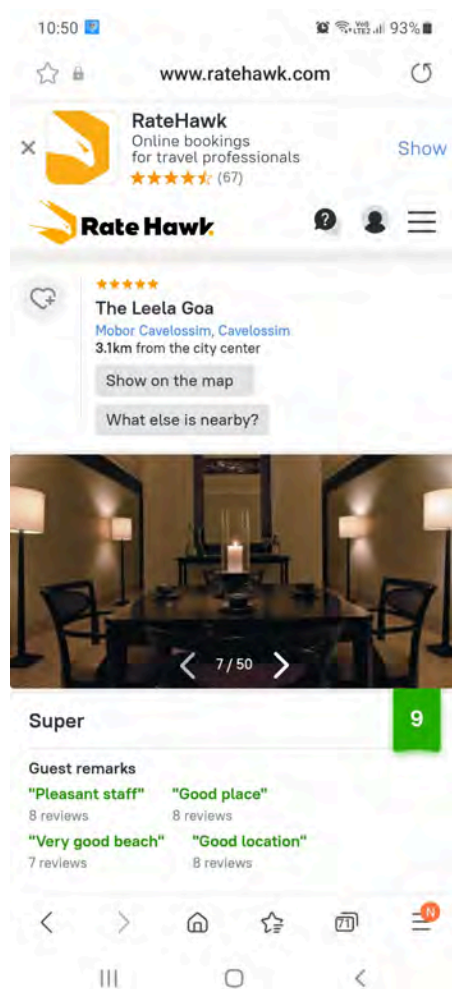 10:50
93%
www.ratehawk.com
RateHawk
Online bookings
for travel professionals
(67)
Show
Rate Hawk.
The Leela Goa
Mobor Cavelossim, Cavelossim
3.1km from the city center
Show on the map
What else is nearby?
7/50
Super
9
Guest remarks
"Pleasant staff" "Good place"
8 reviews 8 reviews
"Very good beach" "Good location"
7 reviews 8 reviews
71
N